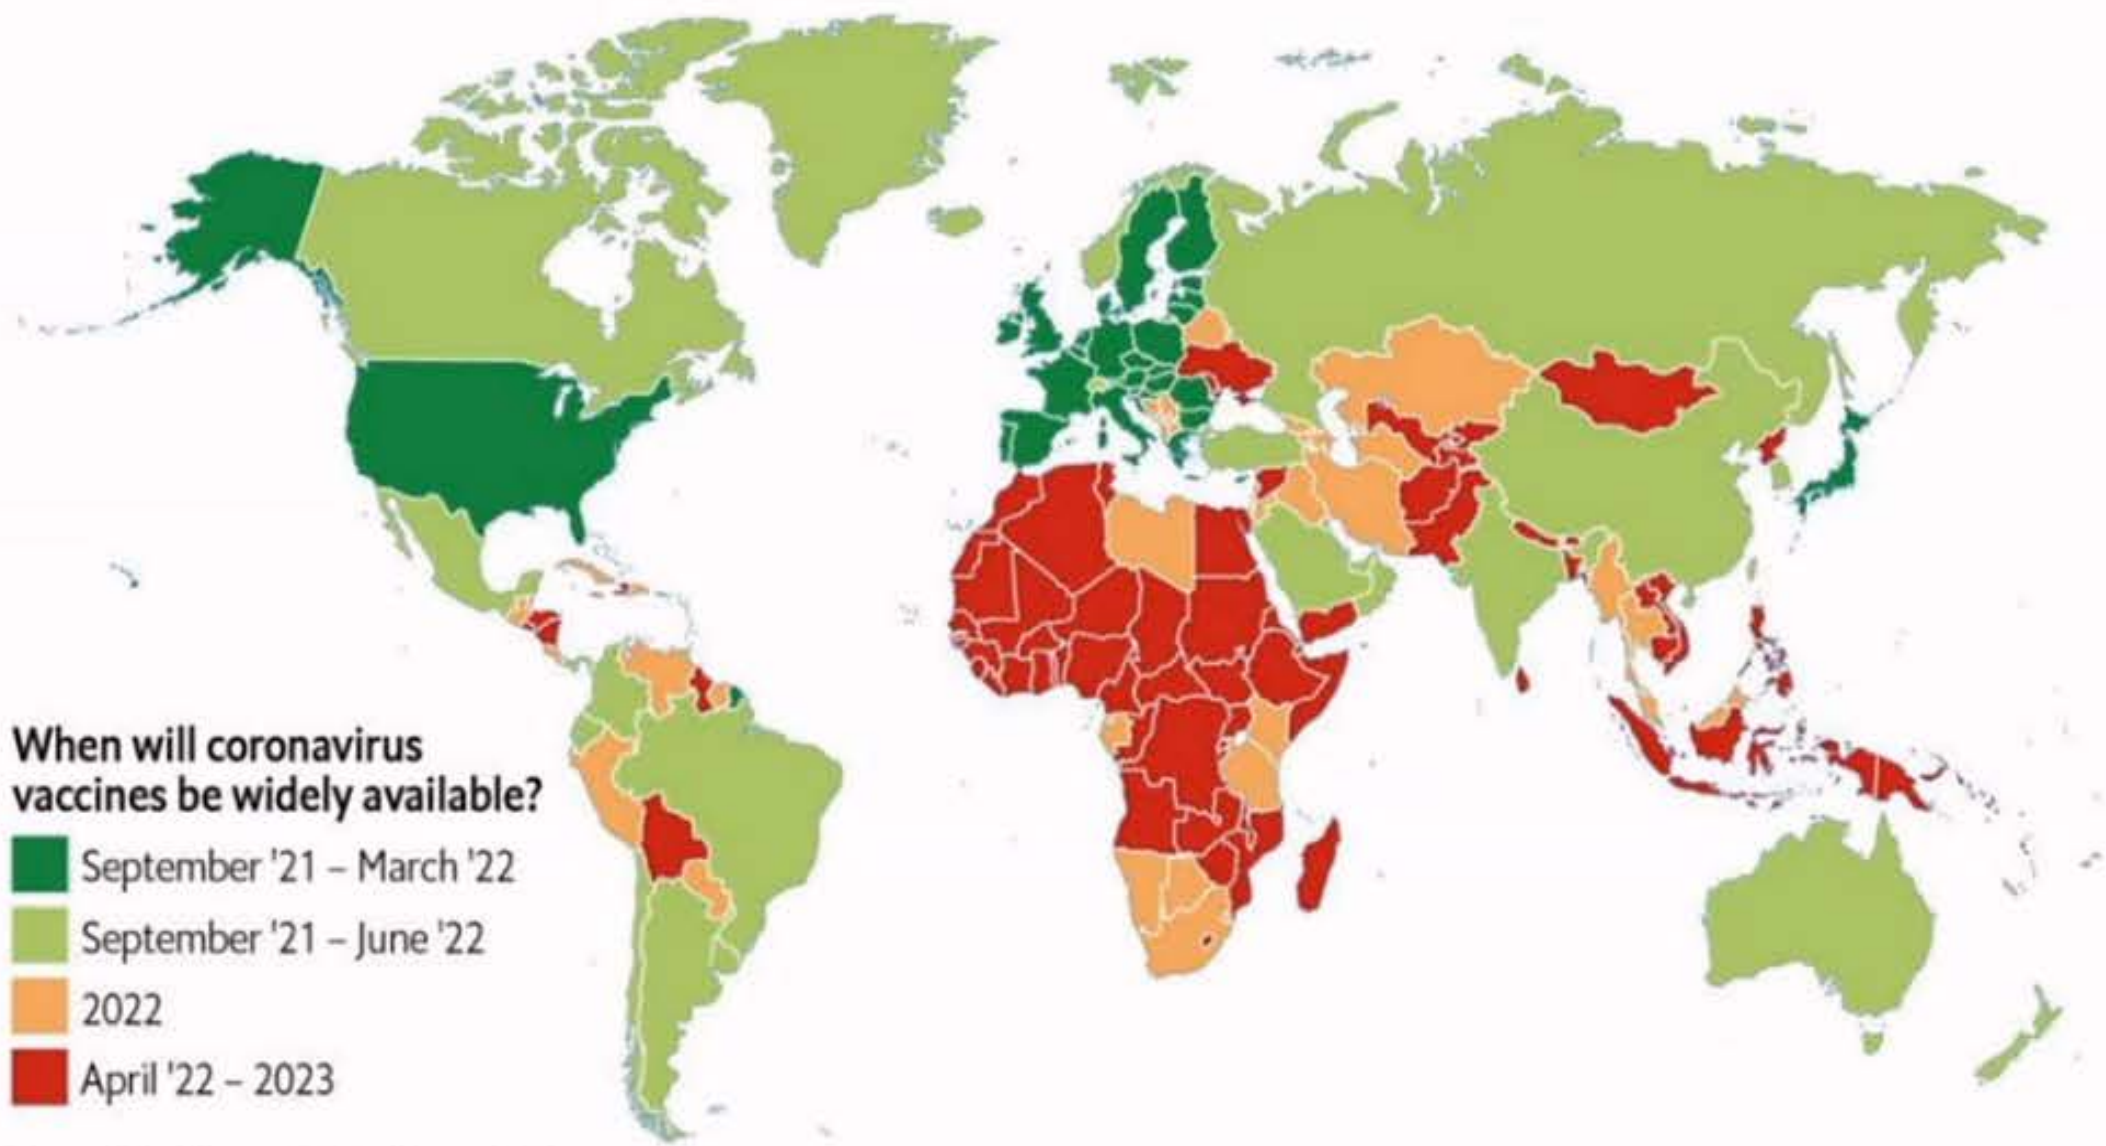 When will coronavirus
vaccines be widely available?
September '21 – March '22
September '21 – June '22
2022
April '22 – 2023